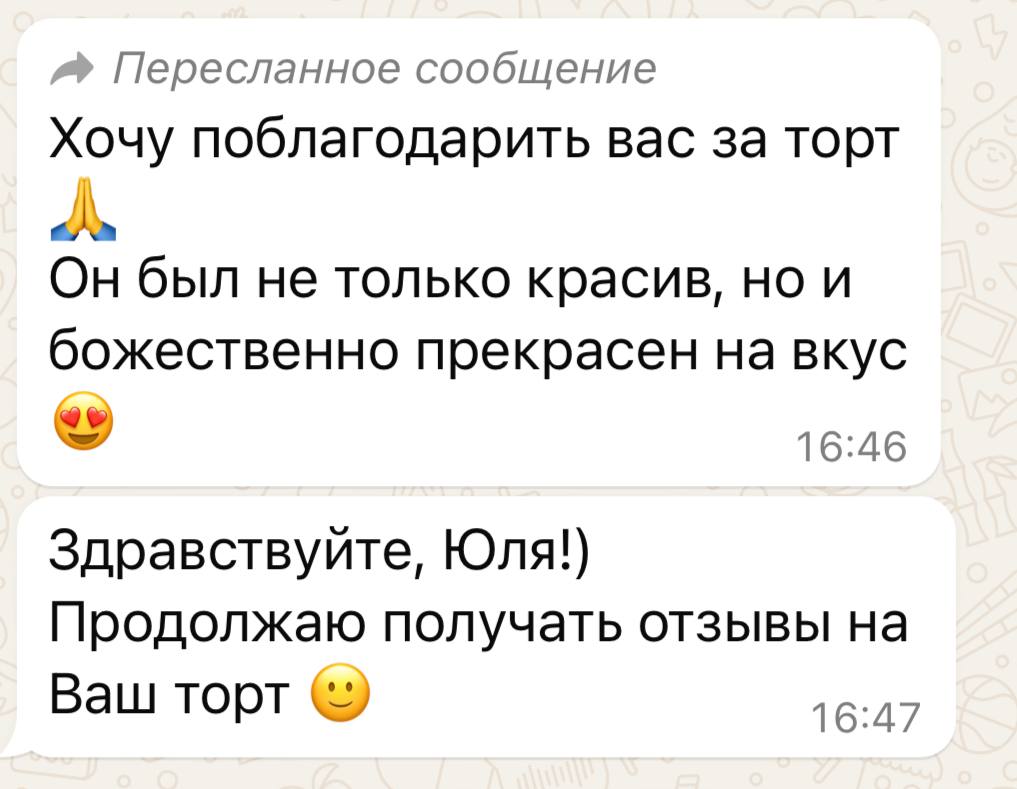 Пересланное сообщение
Хочу поблагодарить вас за торт
🙏
Он был не только красив, но и
божественно прекрасен на вкус
😍
16:46
Здравствуйте, Юля!)
Продолжаю получать отзывы на
Ваш торт 🙂
16:47